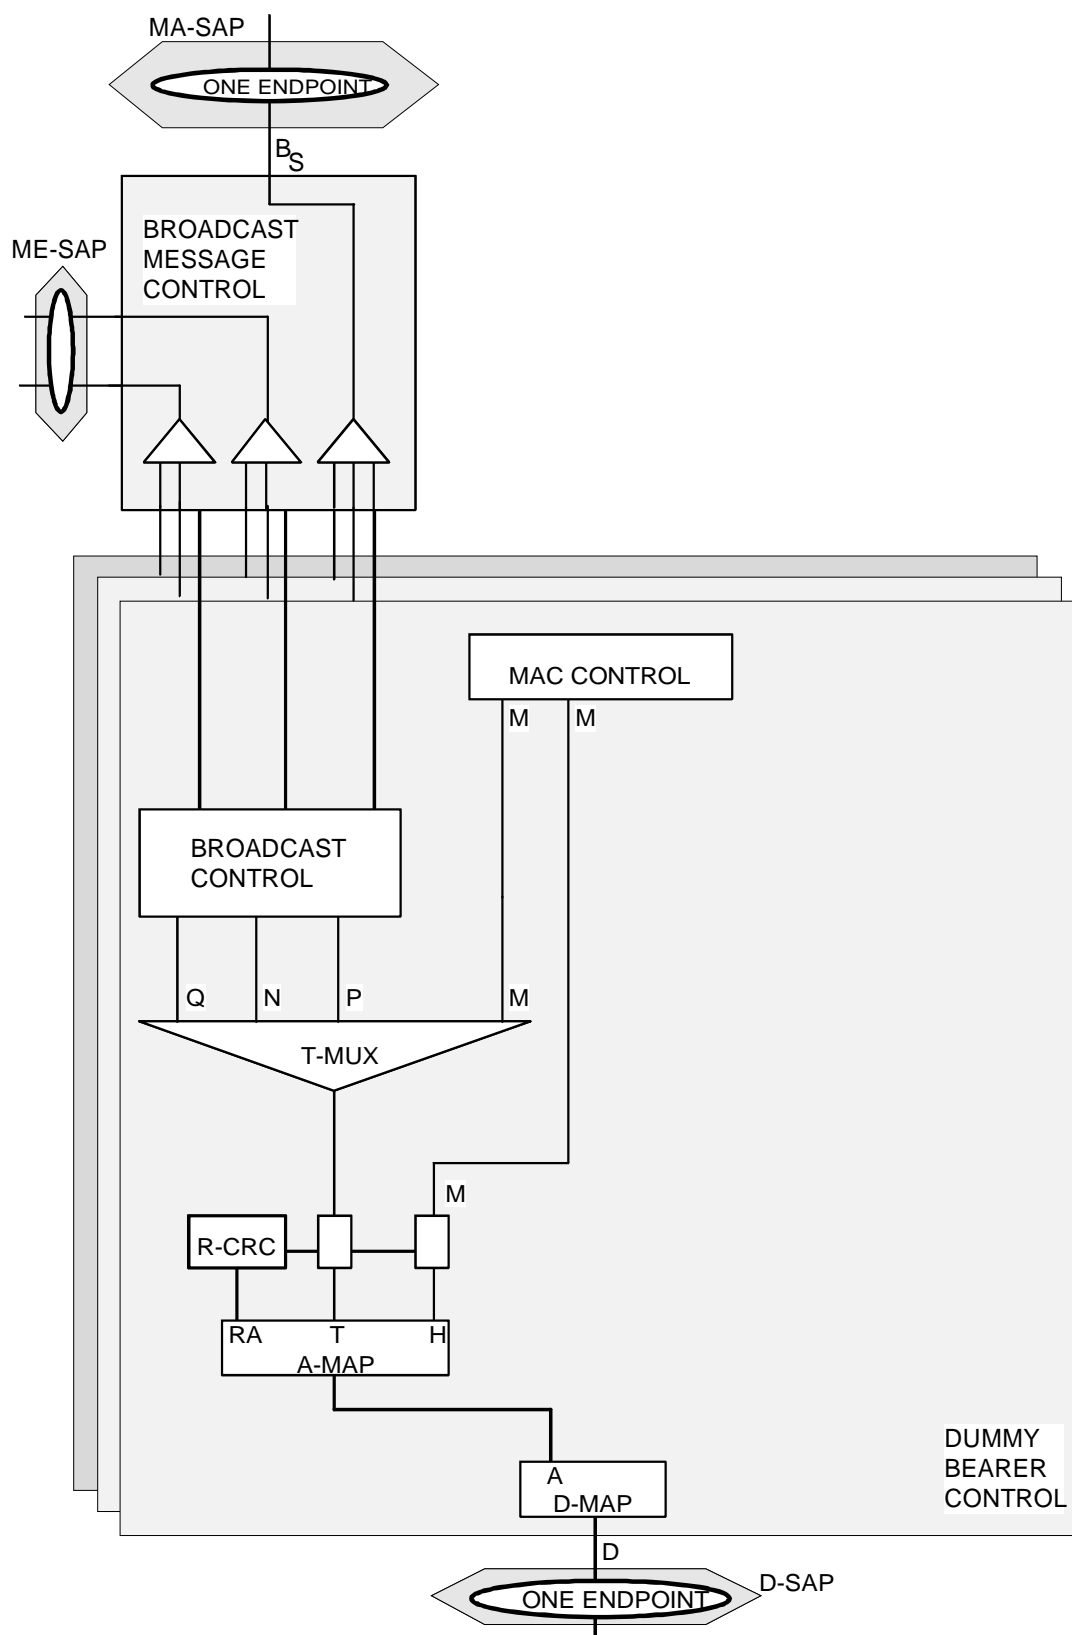 MA-SAP
ONE ENDPOINT
BS
BROADCAST
MESSAGE
CONTROL
ME-SAP
MAC CONTROL
M M
BROADCAST
CONTROL
Q N P M
T-MUX
M
R-CRC
RA T H
A-MAP
A
D-MAP
DUMMY
BEARER
CONTROL
D
D-SAP
ONE ENDPOINT